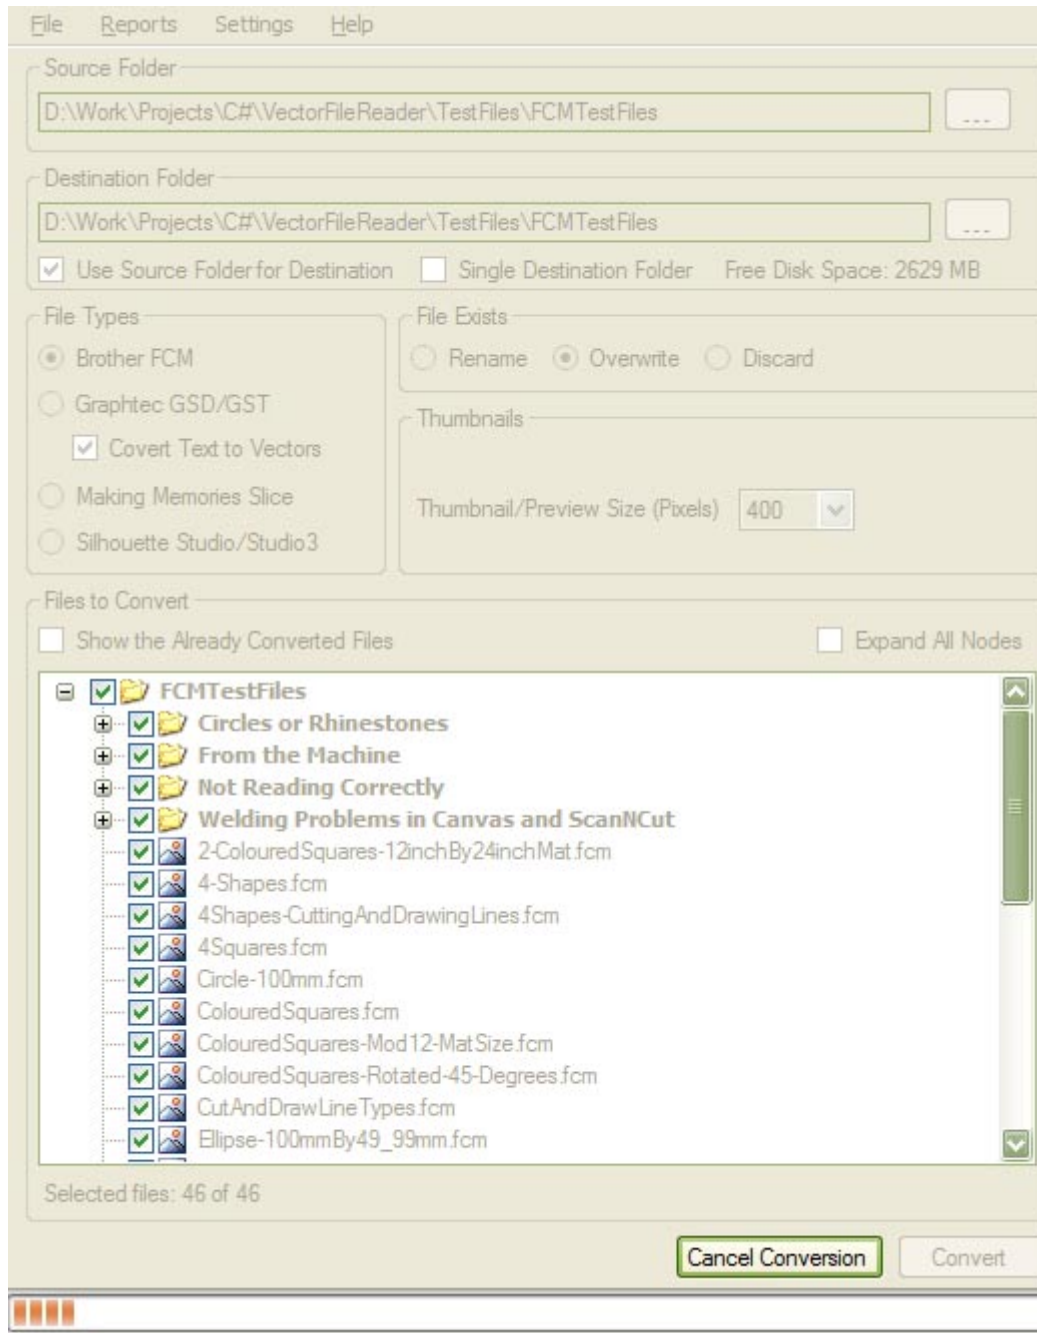 File Reports Settings Help
Source Folder
D:\Work\Projects\C#\VectorFileReader\TestFiles\FCMTestFiles ...
Destination Folder
D:\Work\Projects\C#\VectorFileReader\TestFiles\FCMTestFiles ...
Use Source Folder for Destination Single Destination Folder Free Disk Space: 2629 MB
File Types
File Exists
Brother FCM
Rename Overwrite Discard
Graphtec GSD/GST
Thumbnails
Covert Text to Vectors
Making Memories Slice
Thumbnail/Preview Size (Pixels) 400
Silhouette Studio/Studio3
Files to Convert
Show the Already Converted Files Expand All Nodes
FCMTestFiles
Circles or Rhinestones
From the Machine
Not Reading Correctly
Welding Problems in Canvas and ScanNCut
2-ColouredSquares-12inchBy24inchMat.fcm
4-Shapes.fcm
4Shapes-CuttingAndDrawingLines.fcm
4Squares.fcm
Circle-100mm.fcm
ColouredSquares.fcm
ColouredSquares-Mod12-MatSize.fcm
ColouredSquares-Rotated-45-Degrees.fcm
CutAndDrawLineTypes.fcm
Ellipse-100mmBy49_99mm.fcm
Selected files: 46 of 46
Cancel Conversion Convert